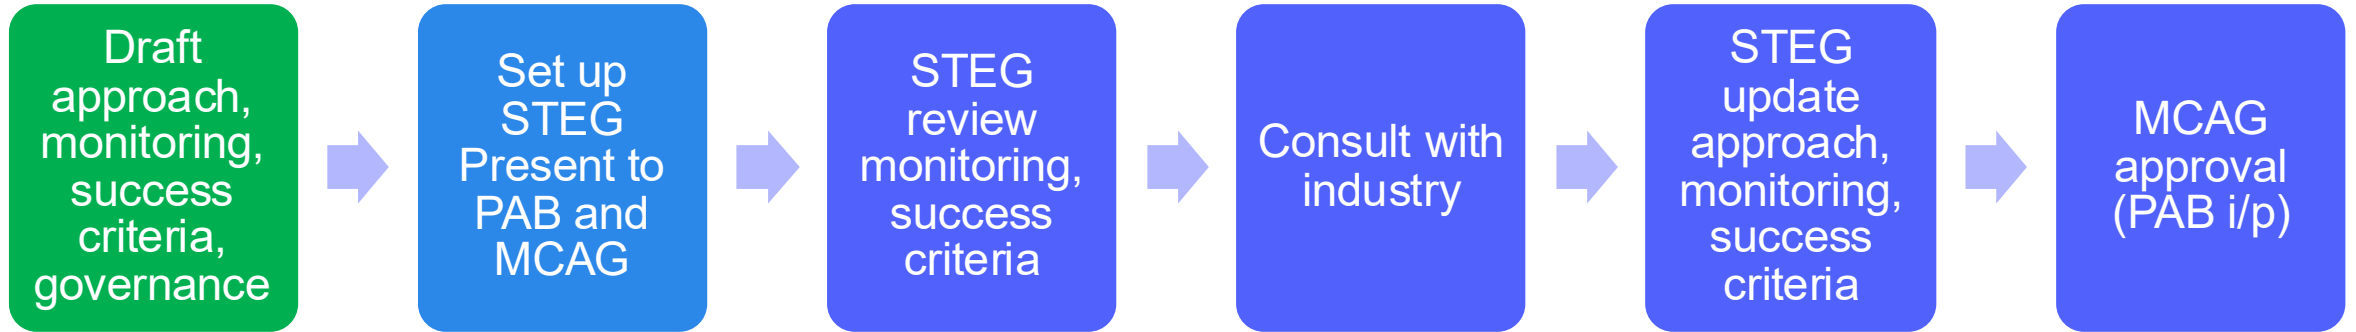 Draft
approach,
monitoring,
success
criteria,
governance
Set up
STEG
Present to
PAB and
MCAG
STEG
review
monitoring,
success
criteria
Consult with
industry
STEG
update
approach,
monitoring,
success
criteria
MCAG
approval
(PAB i/p)